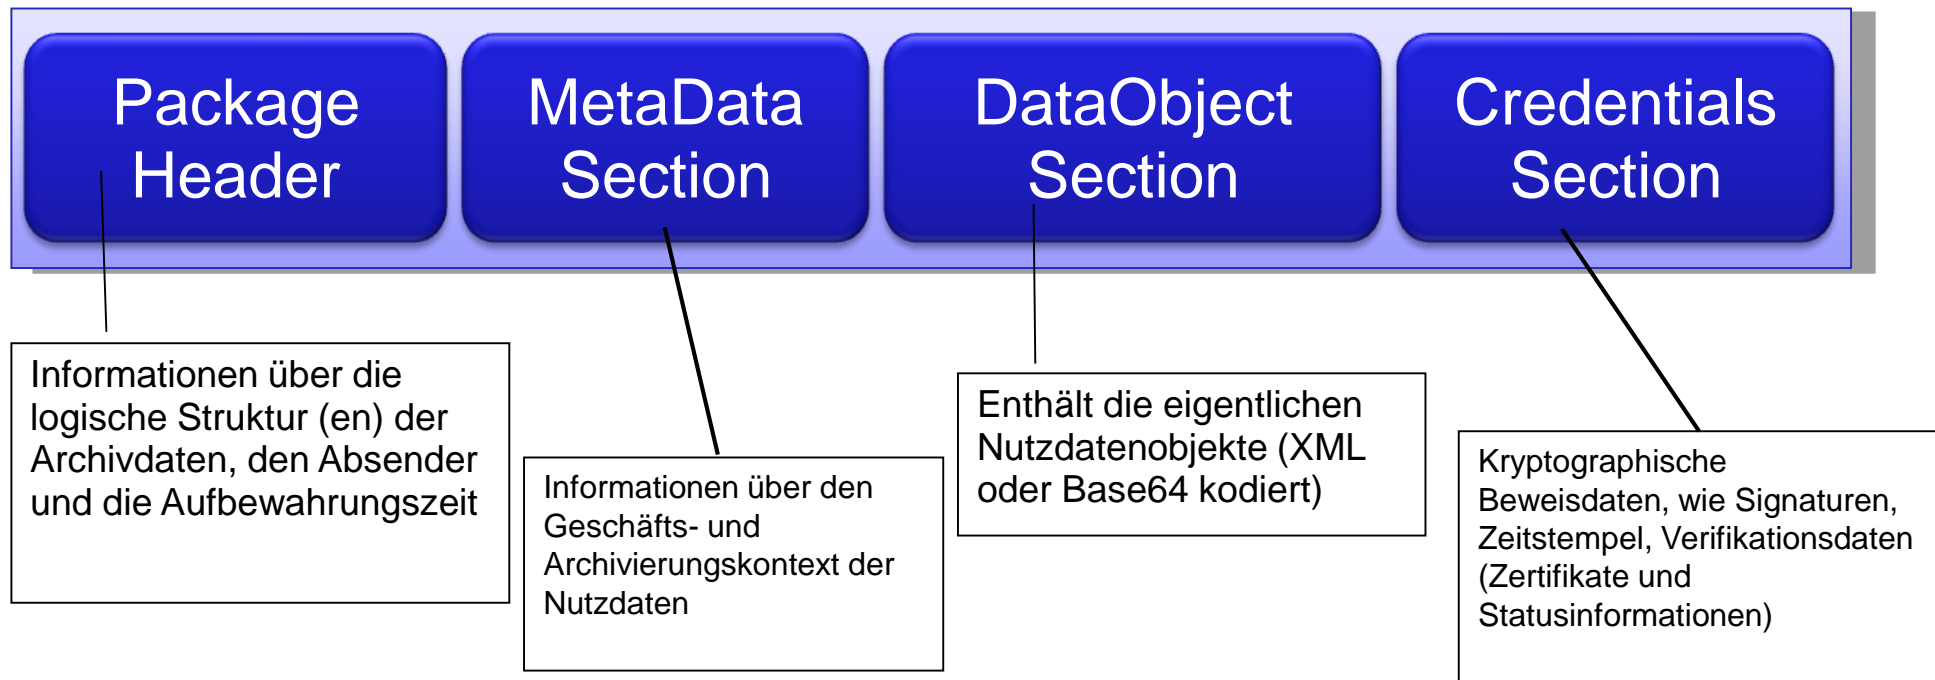 Package
Header
MetaData
Section
DataObject
Section
Credentials
Section
Informationen über die
logische Struktur (en) der
Archivdaten, den Absender
und die Aufbewahrungszeit
Informationen über den
Geschäfts- und
Archivierungskontext der
Nutzdaten
Enthält die eigentlichen
Nutzdatenobjekte (XML
oder Base64 kodiert)
Kryptographische
Beweisdaten, wie Signaturen,
Zeitstempel, Verifikationsdaten
(Zertifikate und
Statusinformationen)